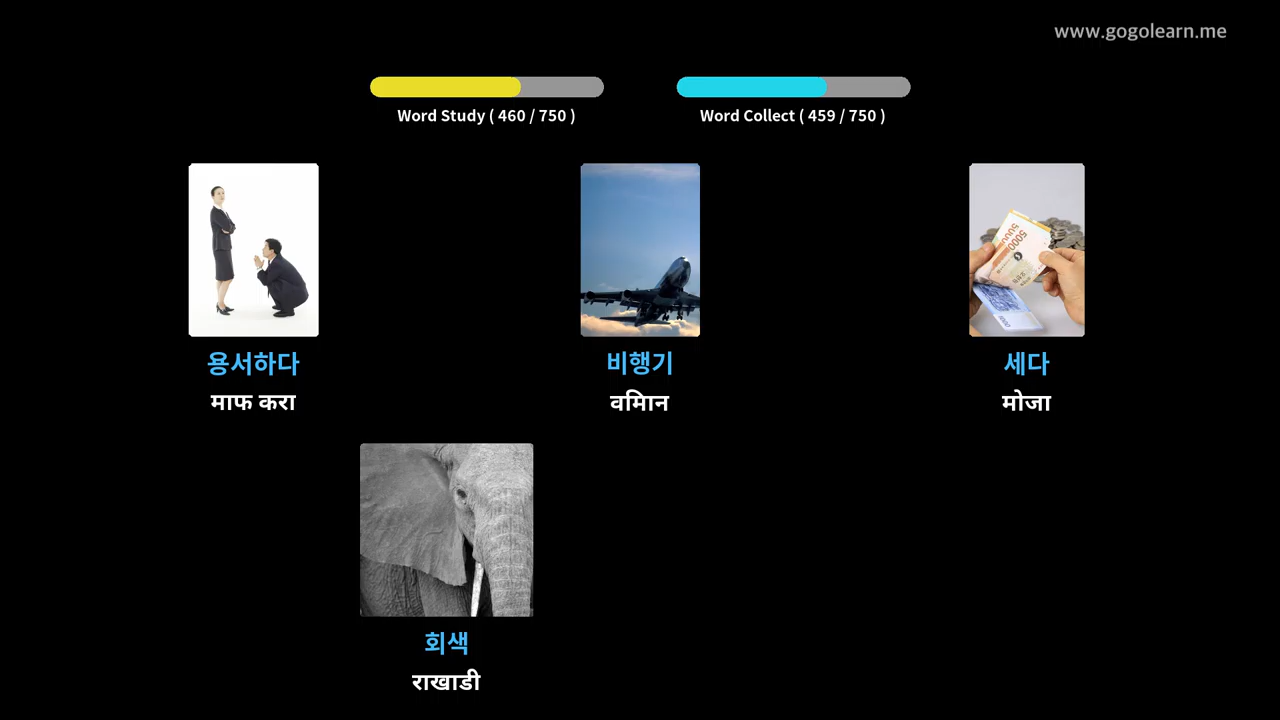 www.gogolearn.me
Word Study ( 460 / 750 )
Word Collect ( 459 / 750 )
용서하다
माफ करा
비행기
वमिान
5000
세다
मोजा
회색
राखाडी